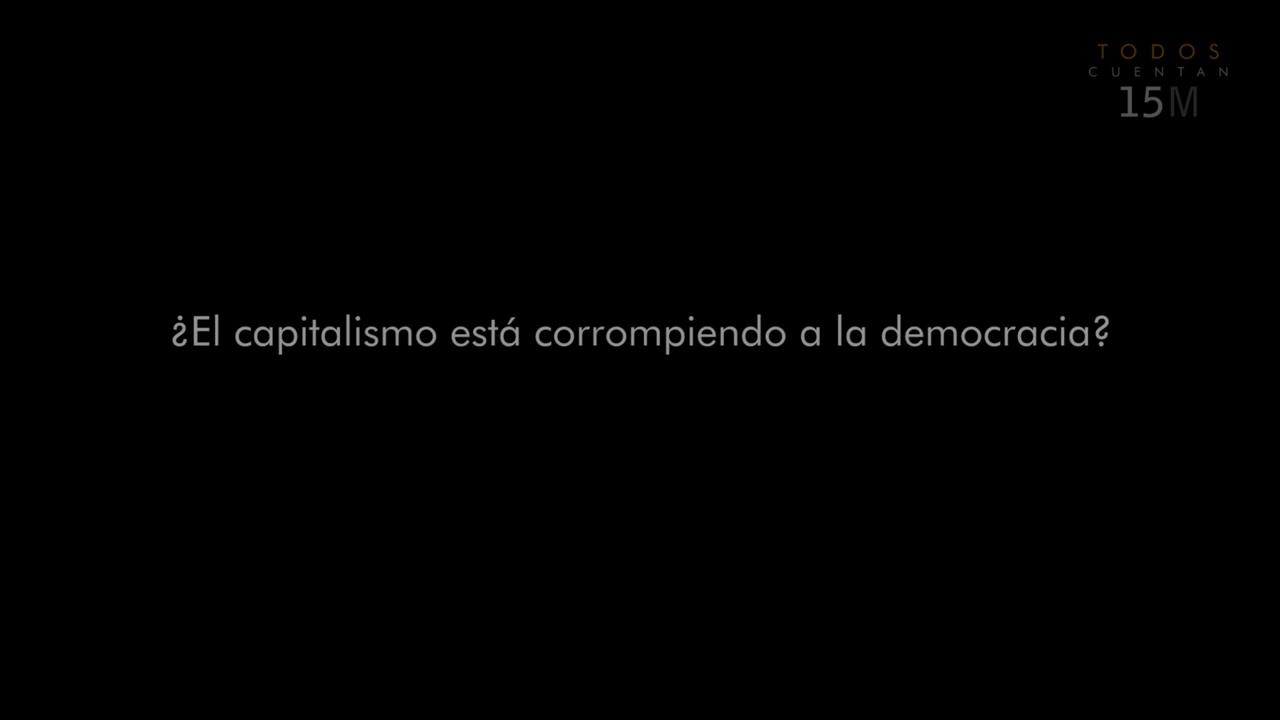 TODOS
CUENTAN
15M
¿El capitalismo está corrompiendo a la democracia?